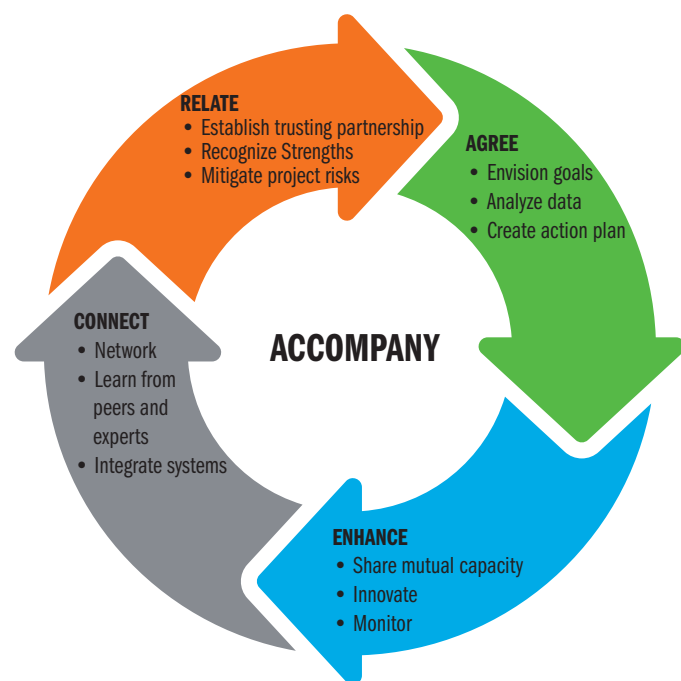 RELATE
• Establish trusting partnership
• Recognize Strengths
• Mitigate project risks
AGREE
• Envision goals
• Analyze data
• Create action plan
ACCOMPANY
CONNECT
• Network
• Learn from
peers and
experts
• Integrate systems
ENHANCE
• Share mutual capacity
• Innovate
• Monitor